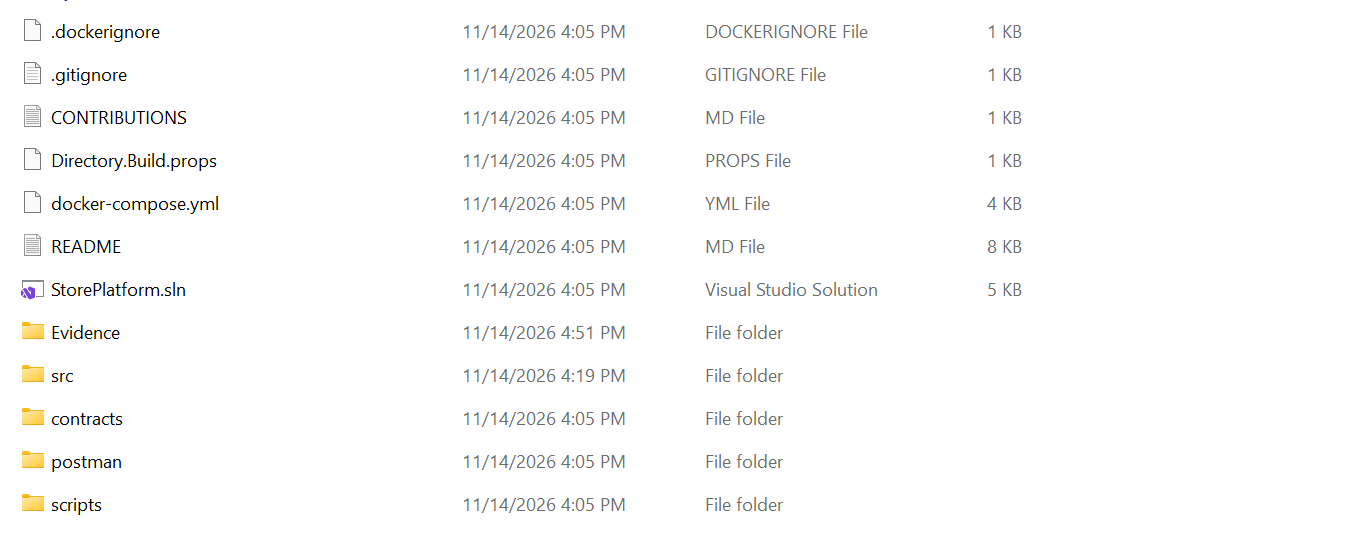 .dockerignore 11/14/2026 4:05 PM DOCKERIGNORE File 1 KB
.gitignore 11/14/2026 4:05 PM GITIGNORE File 1 KB
CONTRIBUTIONS 11/14/2026 4:05 PM MD File 1 KB
Directory.Build.props 11/14/2026 4:05 PM PROPS File 1 KB
docker-compose.yml 11/14/2026 4:05 PM YML File 4 KB
README 11/14/2026 4:05 PM MD File 8 KB
StorePlatform.sln 11/14/2026 4:05 PM Visual Studio Solution 5 KB
Evidence 11/14/2026 4:51 PM File folder
src 11/14/2026 4:19 PM File folder
contracts 11/14/2026 4:05 PM File folder
postman 11/14/2026 4:05 PM File folder
scripts 11/14/2026 4:05 PM File folder